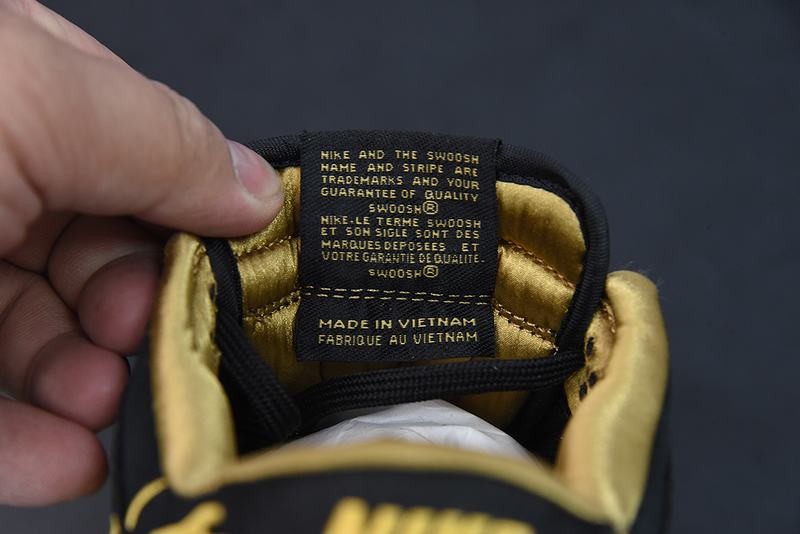 NIKE AND THE SWOOSH
NAME AND STRIPE ARE
TRADEMARKS AND YOUR
GUARANTEE OF QUALITY
SWOOSH®
NIKE.LE TERME SWOOSH
ET SON SIGLE SONT DES
MARQUES DEPOSEES ET
VOTRE GARANTIE DE QUALITE.
SWOOSH®
MADE IN VIETNAM
FABRIQUE AU VIETNAM
NIKE